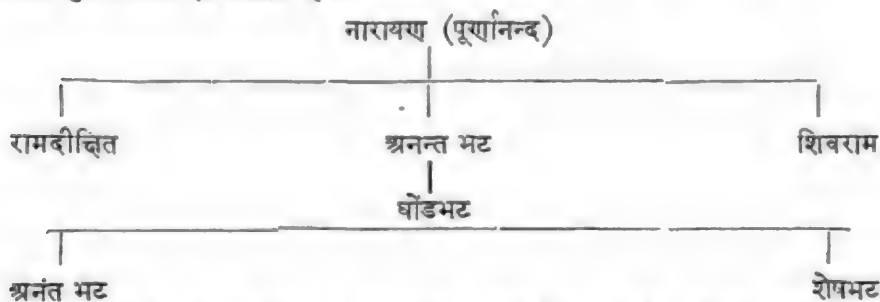 नारायण (पूर्णानन्द)
रामदीक्षित अनन्त भट शिवराम
घोंडभट
अनंत भट शेषभट